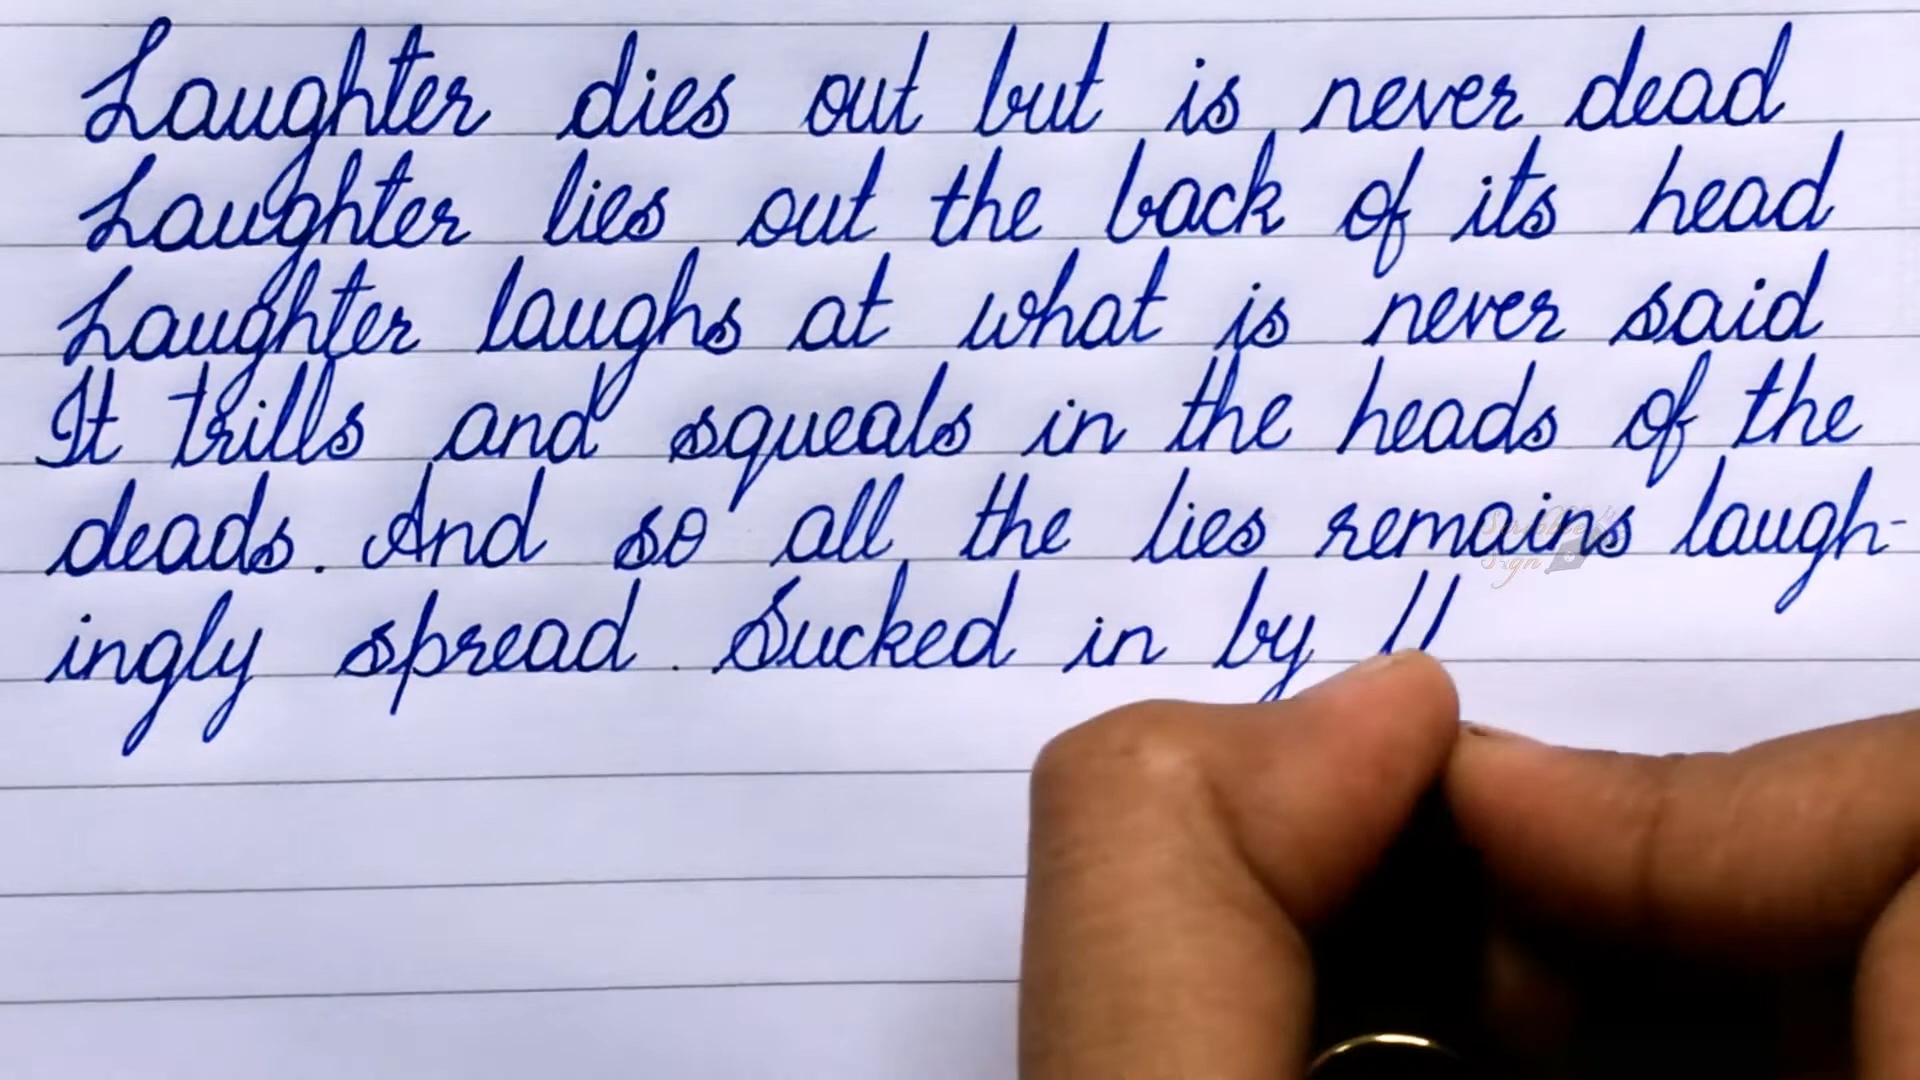 Laughter dies out but is never dead
Laughter lies out the back of its head
Laughter laughs at what is never said
It trills and squeals in the heads of the
deads. And so all the lies remains laugh-
ingly spread. Sucked in by
Scribble
Sign